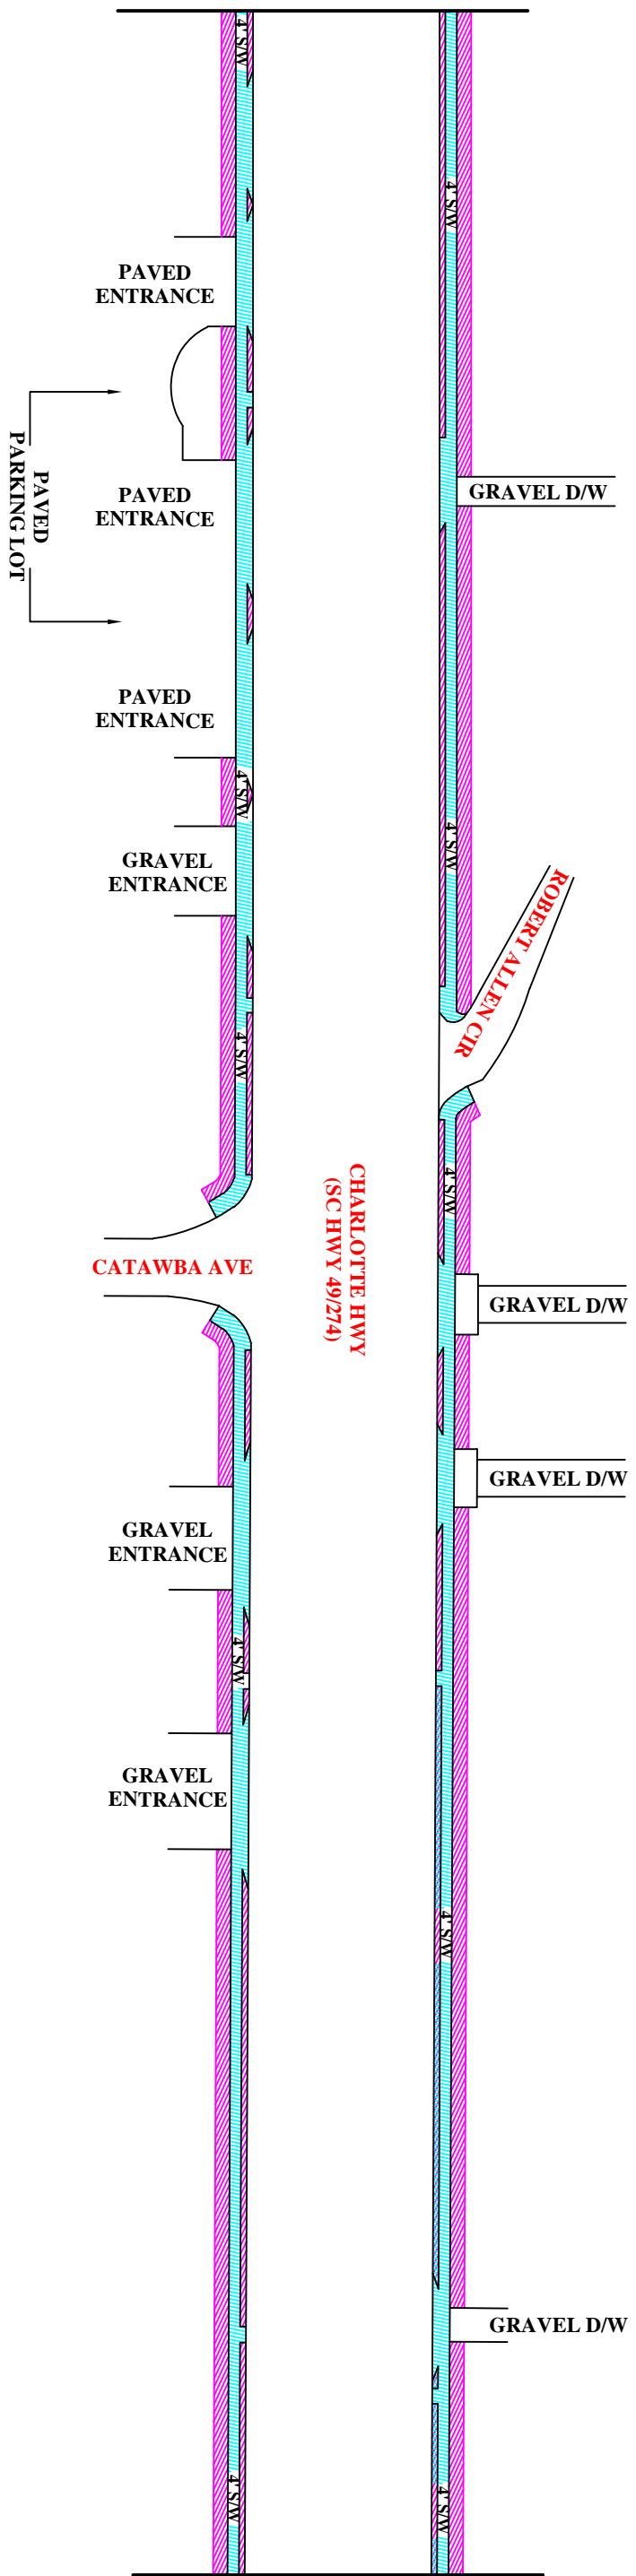 4' S/W
4' S/W
PAVED
ENTRANCE
PAVED
PARKING LOT
PAVED
ENTRANCE
GRAVEL D/W
PAVED
ENTRANCE
4' S/W
4' S/W
GRAVEL
ENTRANCE
ROBERT ALLEN CIR
4' S/W
4' S/W
CHARLOTTE HWY
(SC HWY 49/274)
CATAWBA AVE
GRAVEL D/W
GRAVEL D/W
GRAVEL
ENTRANCE
4' S/W
GRAVEL
ENTRANCE
4' S/W
GRAVEL D/W
4' S/W
4' S/W